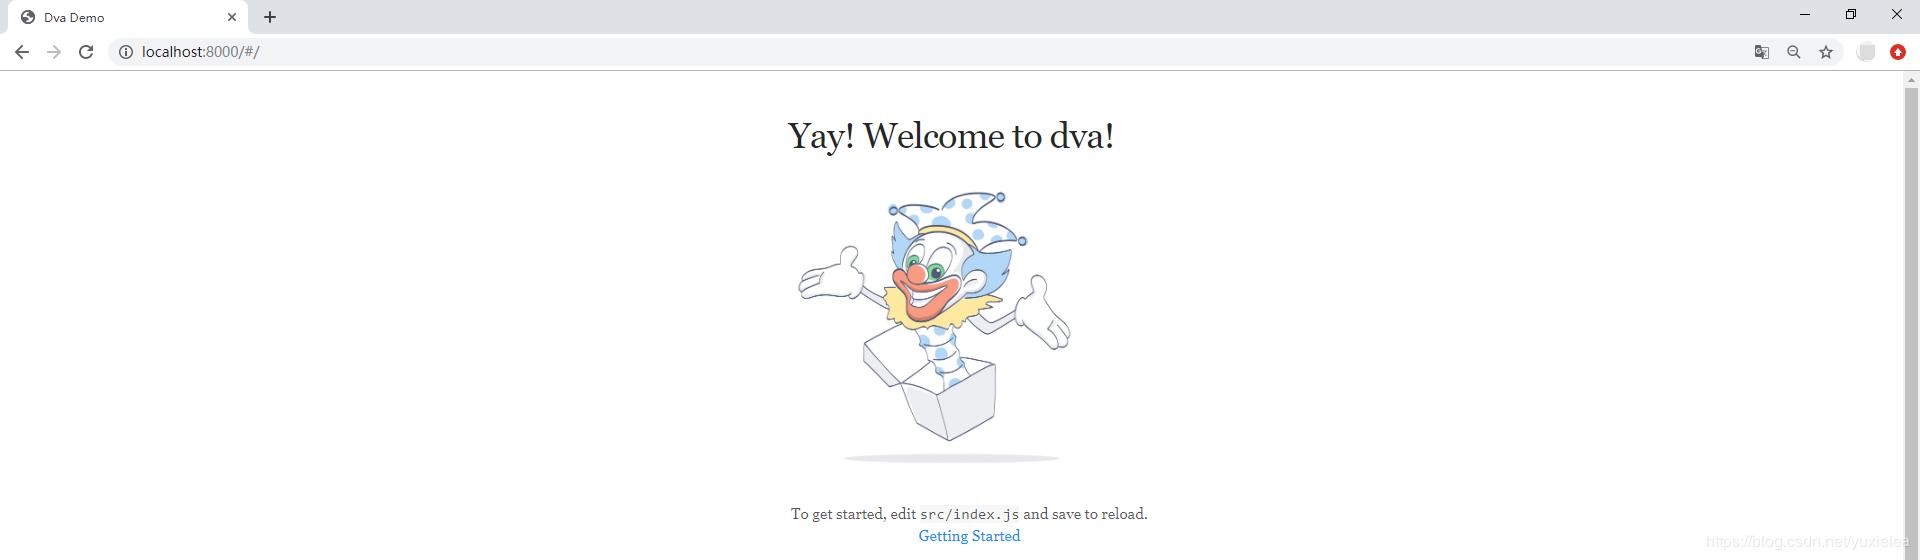 Dva Demo
localhost:8000/#/
Yay! Welcome to dva!
To get started, edit src/index.js and save to reload.
Getting Started
https://blog.csdn.net/yuxielea